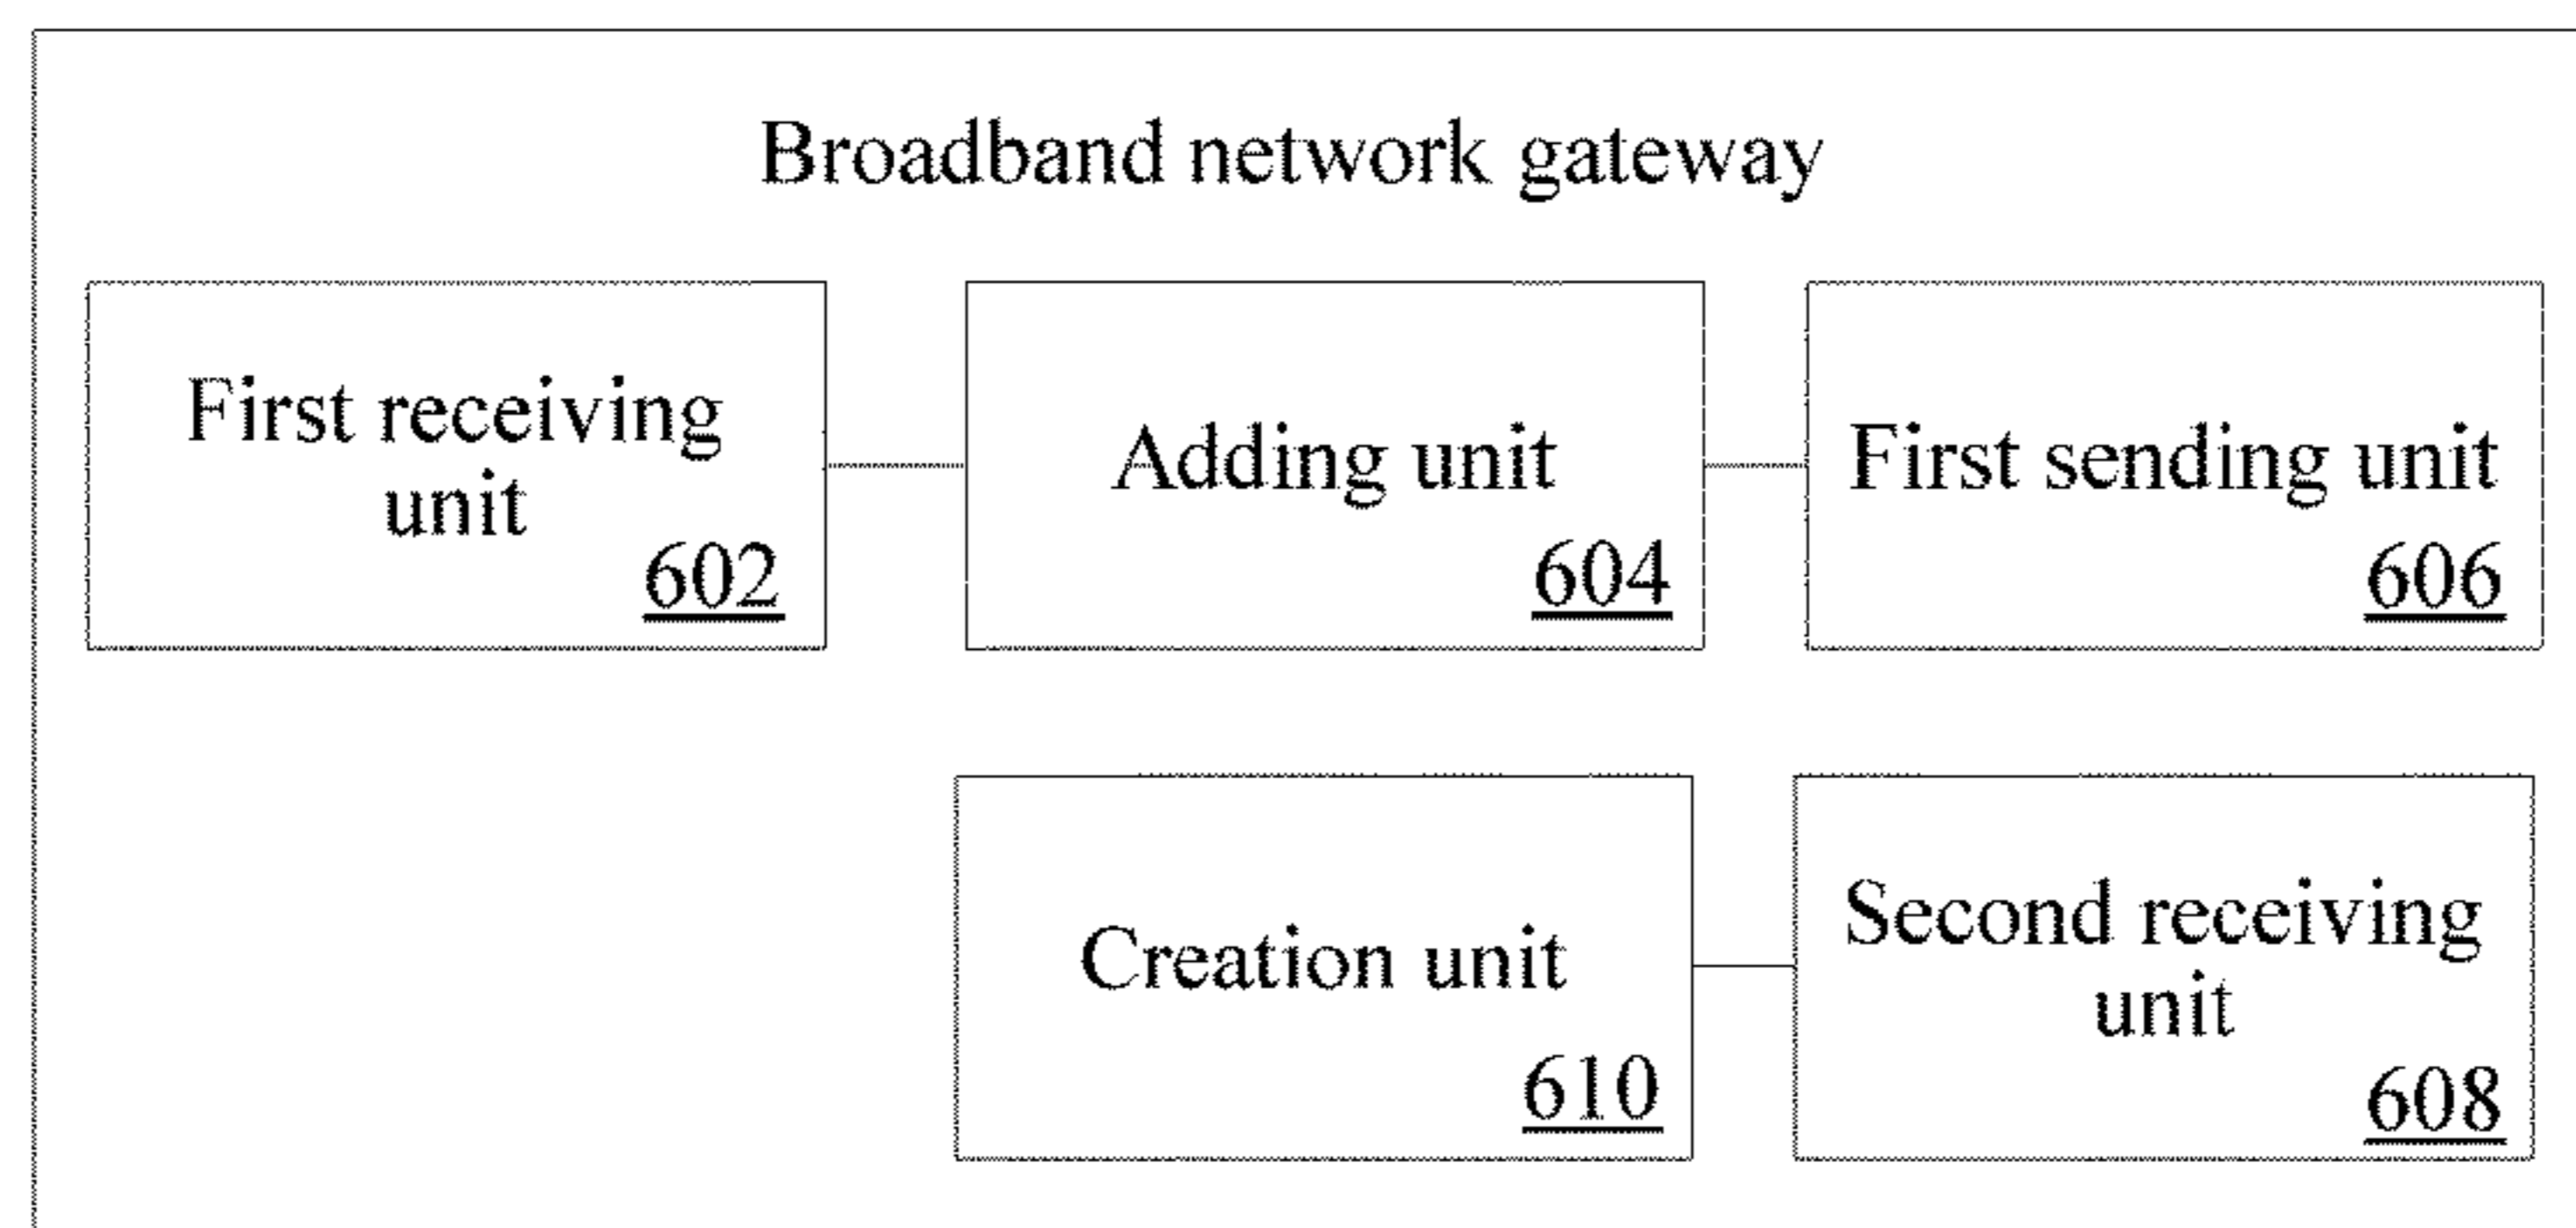 Broadband network gateway
First receiving
unit
602
Adding unit
604
First sending unit
606
Creation unit
610
Second receiving
unit
608